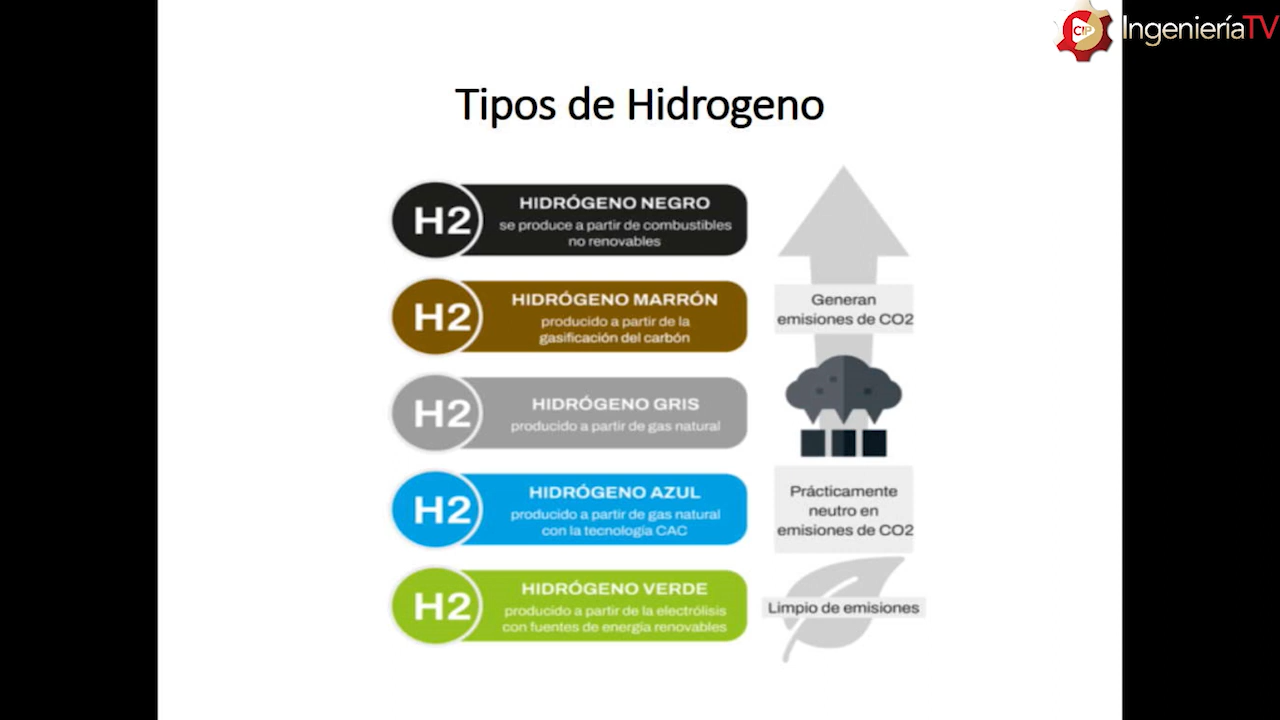 CIP IngenieríaTV
Tipos de Hidrogeno
H2
HIDRÓGENO NEGRO
se produce a partir de combustibles
no renovables
H2
HIDRÓGENO MARRÓN
producido a partir de la
gasificación del carbón
Generan
emisiones de CO2
H2
HIDRÓGENO GRIS
producido a partir de gas natural
H2
HIDRÓGENO AZUL
producido a partir de gas natural
con la tecnología CAC
Prácticamente
neutro en
emisiones de CO2
H2
HIDRÓGENO VERDE
producido a partir de la electrólisis
con fuentes de energía renovables
Limpio de emisiones